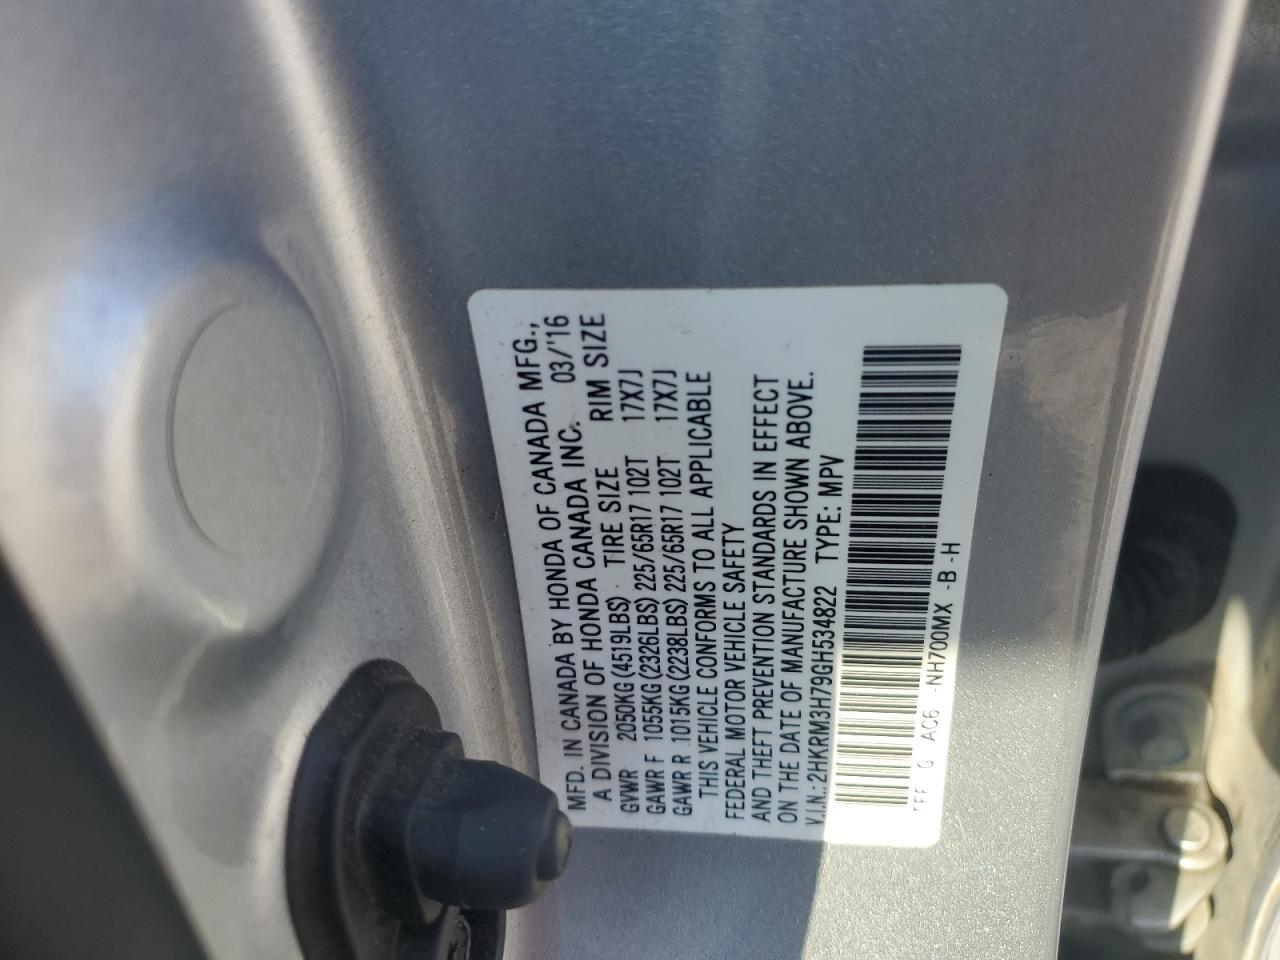 MFD. IN CANADA BY HONDA OF CANADA MFG.,
A DIVISION OF HONDA CANADA INC. 03/'16
GVWR 2050KG (4519LBS) TIRE SIZE RIM SIZE
GAWR F 1055KG (2326LBS) 225/65R17 102T 17X7J
GAWR R 1015KG (2238LBS) 225/65R17 102T 17X7J
THIS VEHICLE CONFORMS TO ALL APPLICABLE
FEDERAL MOTOR VEHICLE SAFETY
AND THEFT PREVENTION STANDARDS IN EFFECT
ON THE DATE OF MANUFACTURE SHOWN ABOVE.
V.I.N.: 2HKRM3H79GH534822 TYPE: MPV
G AC6 -NH700MX -B -H